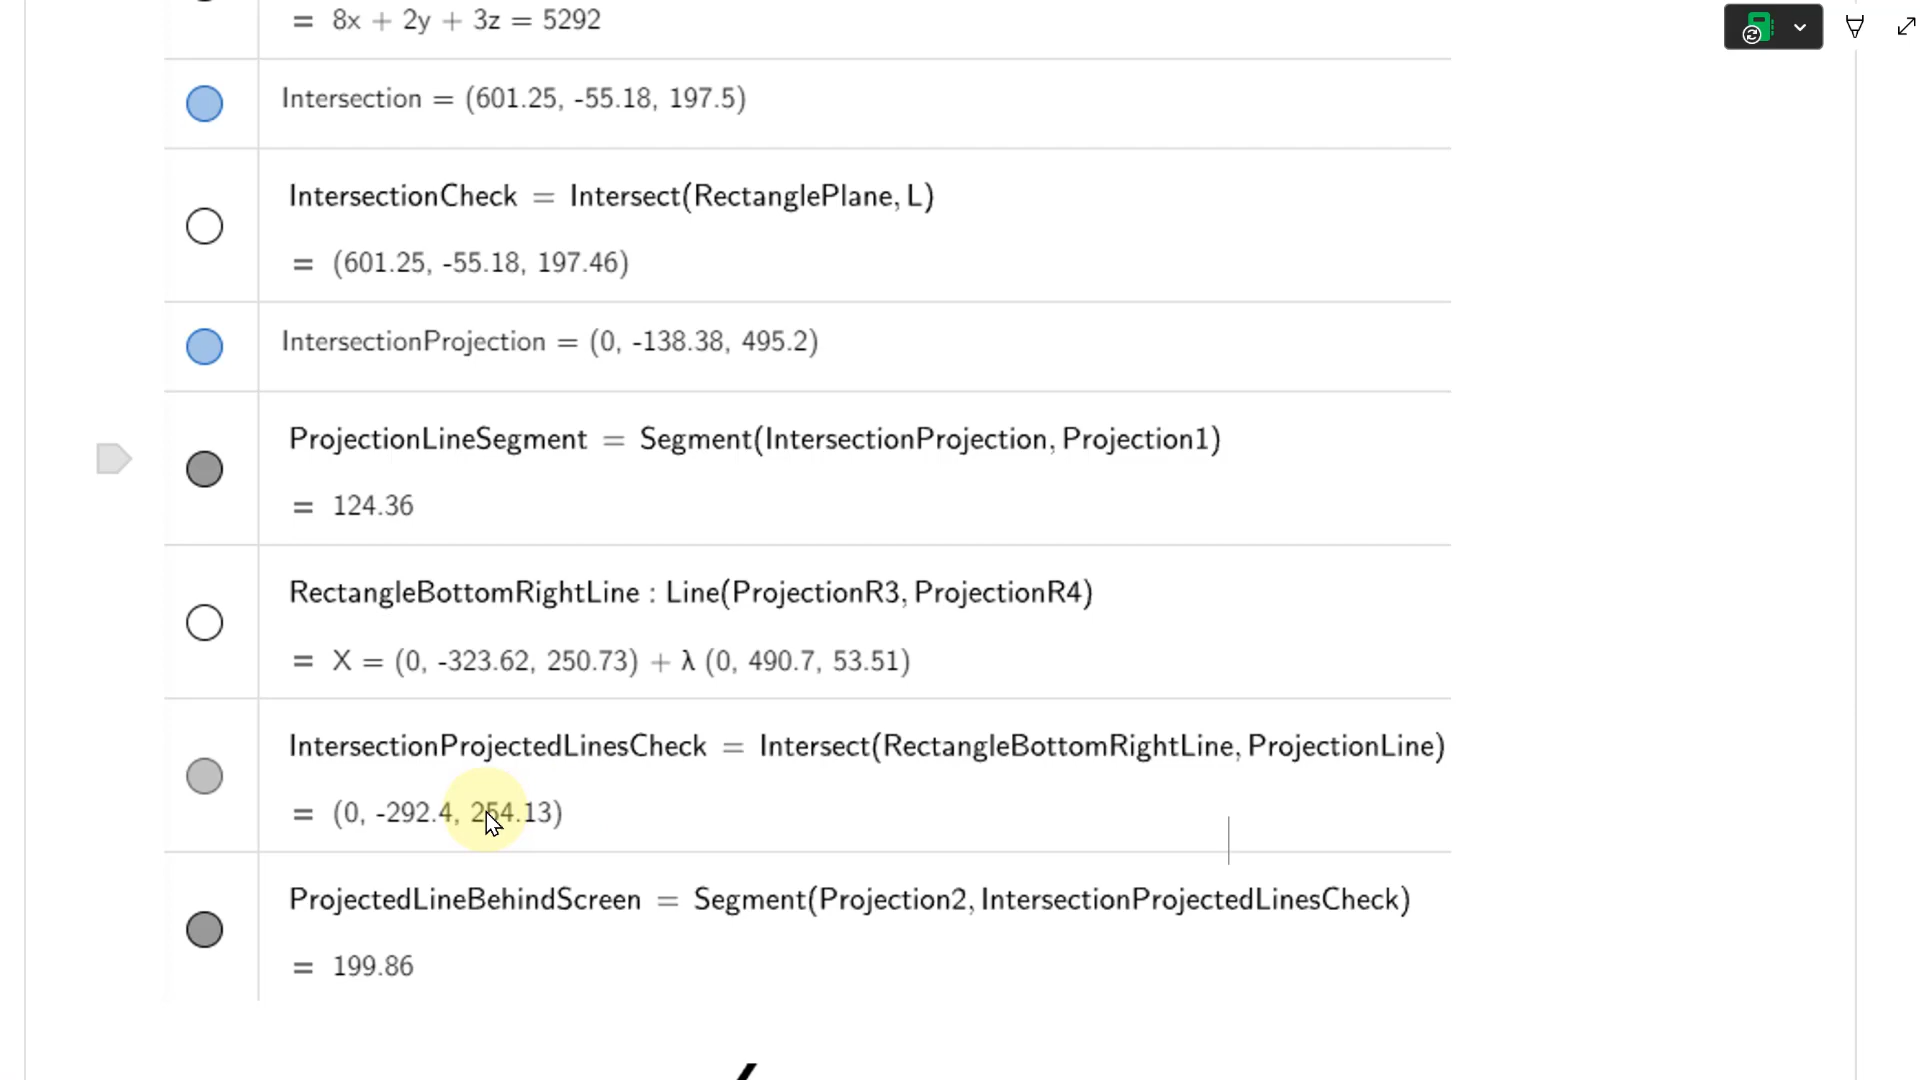 = 8x + 2y + 3z = 5292
Intersection = (601.25, -55.18, 197.5)
IntersectionCheck = Intersect(RectanglePlane, L)
= (601.25, -55.18, 197.46)
IntersectionProjection = (0, -138.38, 495.2)
ProjectionLineSegment = Segment(IntersectionProjection, Projection1)
= 124.36
RectangleBottomRightLine : Line(ProjectionR3, ProjectionR4)
= X = (0, -323.62, 250.73) + λ (0, 490.7, 53.51)
IntersectionProjectedLinesCheck = Intersect(RectangleBottomRightLine, ProjectionLine)
= (0, -292.4, 254.13)
ProjectedLineBehindScreen = Segment(Projection2, IntersectionProjectedLinesCheck)
= 199.86